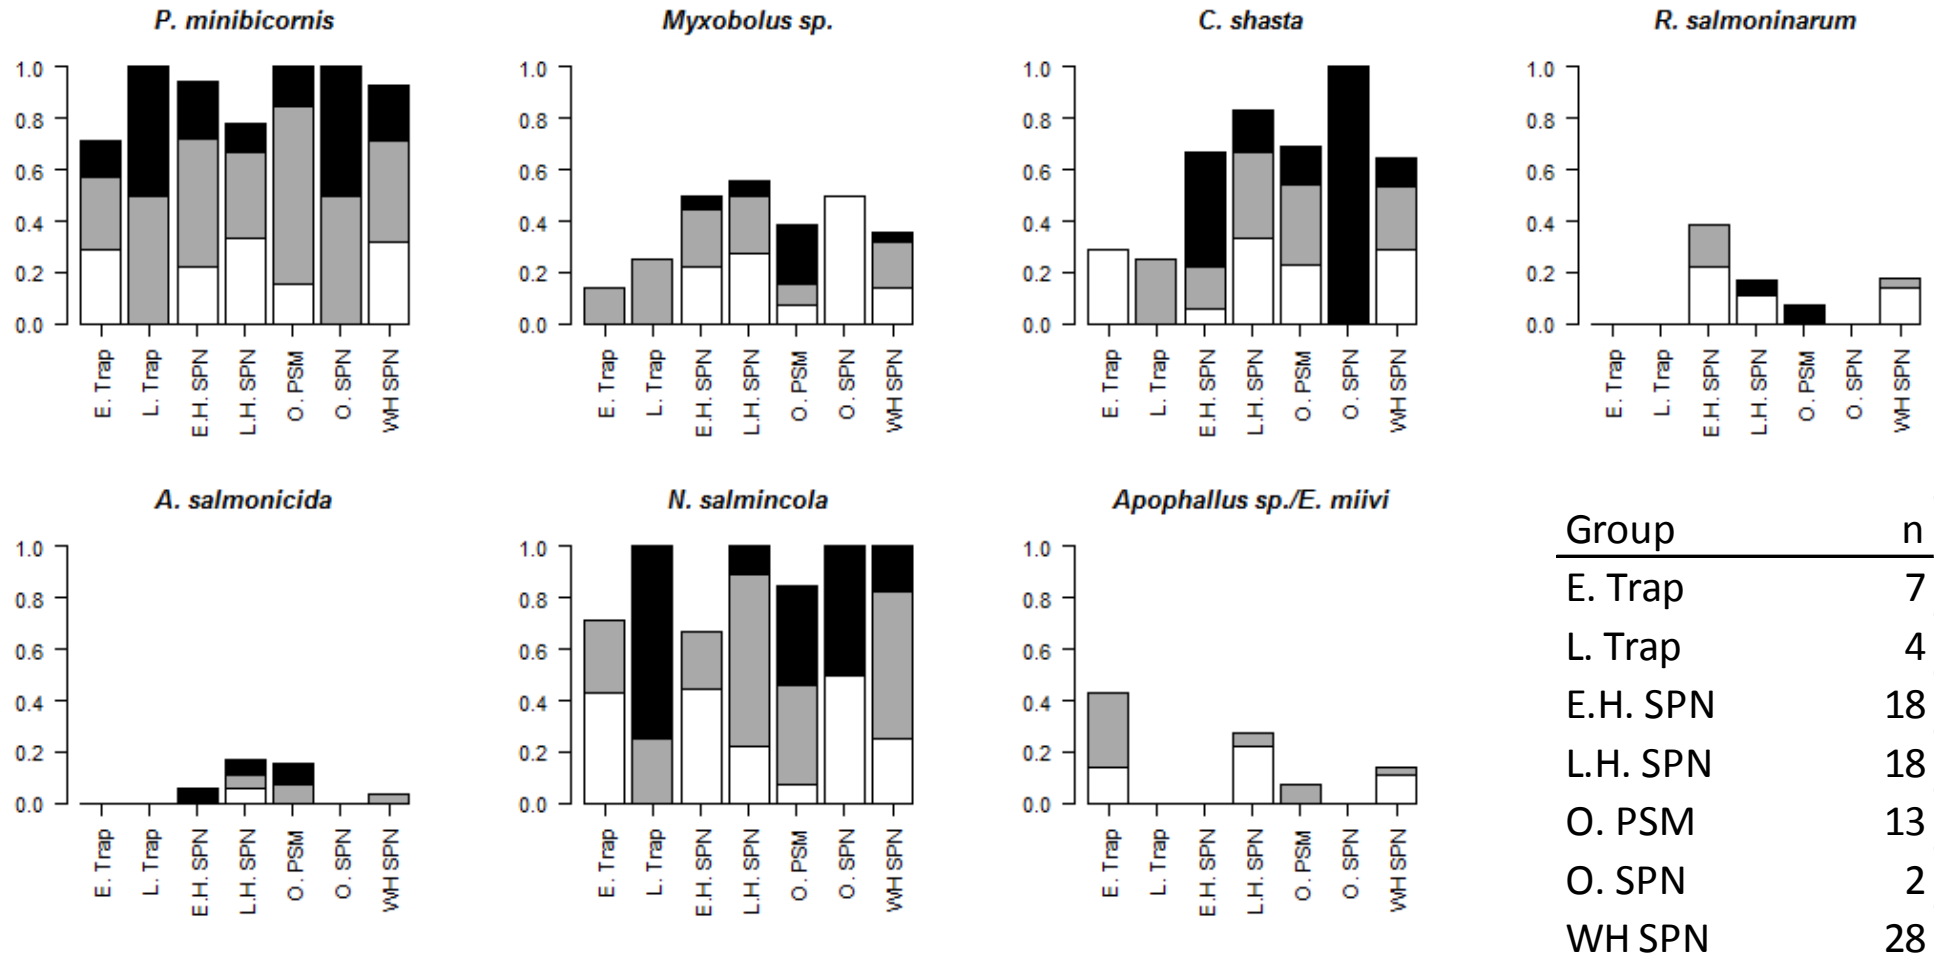 P. minibicornis
1.0
0.8
0.6
0.4
0.2
0.0
E. Trap
L. Trap
E.H. SPN
L.H. SPN
O. PSM
O. SPN
WH SPN
Myxobolus sp.
1.0
0.8
0.6
0.4
0.2
0.0
E. Trap
L. Trap
E.H. SPN
L.H. SPN
O. PSM
O. SPN
WH SPN
C. shasta
1.0
0.8
0.6
0.4
0.2
0.0
E. Trap
L. Trap
E.H. SPN
L.H. SPN
O. PSM
O. SPN
WH SPN
R. salmoninarum
1.0
0.8
0.6
0.4
0.2
0.0
E. Trap
L. Trap
E.H. SPN
L.H. SPN
O. PSM
O. SPN
WH SPN
A. salmonicida
1.0
0.8
0.6
0.4
0.2
0.0
E. Trap
L. Trap
E.H. SPN
L.H. SPN
O. PSM
O. SPN
WH SPN
N. salmincola
1.0
0.8
0.6
0.4
0.2
0.0
E. Trap
L. Trap
E.H. SPN
L.H. SPN
O. PSM
O. SPN
WH SPN
Apophallus sp./E. miivi
1.0
0.8
0.6
0.4
0.2
0.0
E. Trap
L. Trap
E.H. SPN
L.H. SPN
O. PSM
O. SPN
WH SPN
Group n
E. Trap 7
L. Trap 4
E.H. SPN 18
L.H. SPN 18
O. PSM 13
O. SPN 2
WH SPN 28